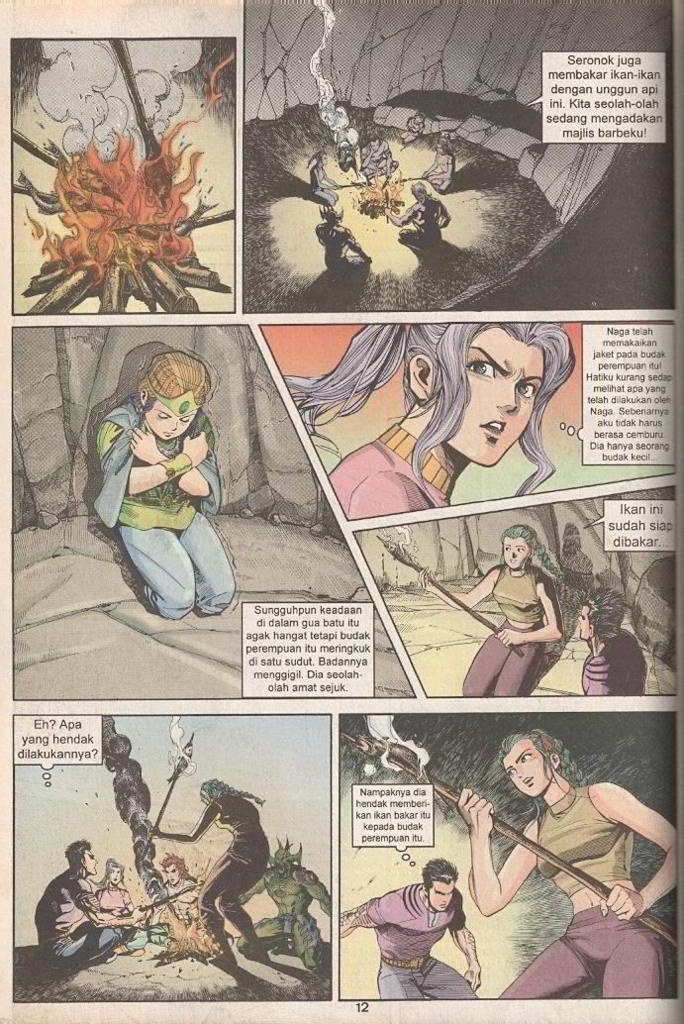 Seronok juga
membakar ikan-ikan
dengan unggun api
ini. Kita seolah-olah
sedang mengadakan
majlis barbeku!
Naga telah
memakaikan
jaket pada budak
perempuan itu!
Hatiku kurang sedap
melihat apa yang
telah dilakukan oleh
Naga. Sebenarnya
aku tidak harus
berasa cemburu.
Dia hanya seorang
budak kecil...
Sungguhpun keadaan
di dalam gua batu itu
agak hangat tetapi budak
perempuan itu meringkuk
di satu sudut. Badannya
menggigil. Dia seolah-
olah amat sejuk.
Ikan ini
sudah siap
dibakar...
Eh? Apa
yang hendak
dilakukannya?
Nampaknya dia
hendak memberi-
kan ikan bakar itu
kepada budak
perempuan itu.
12